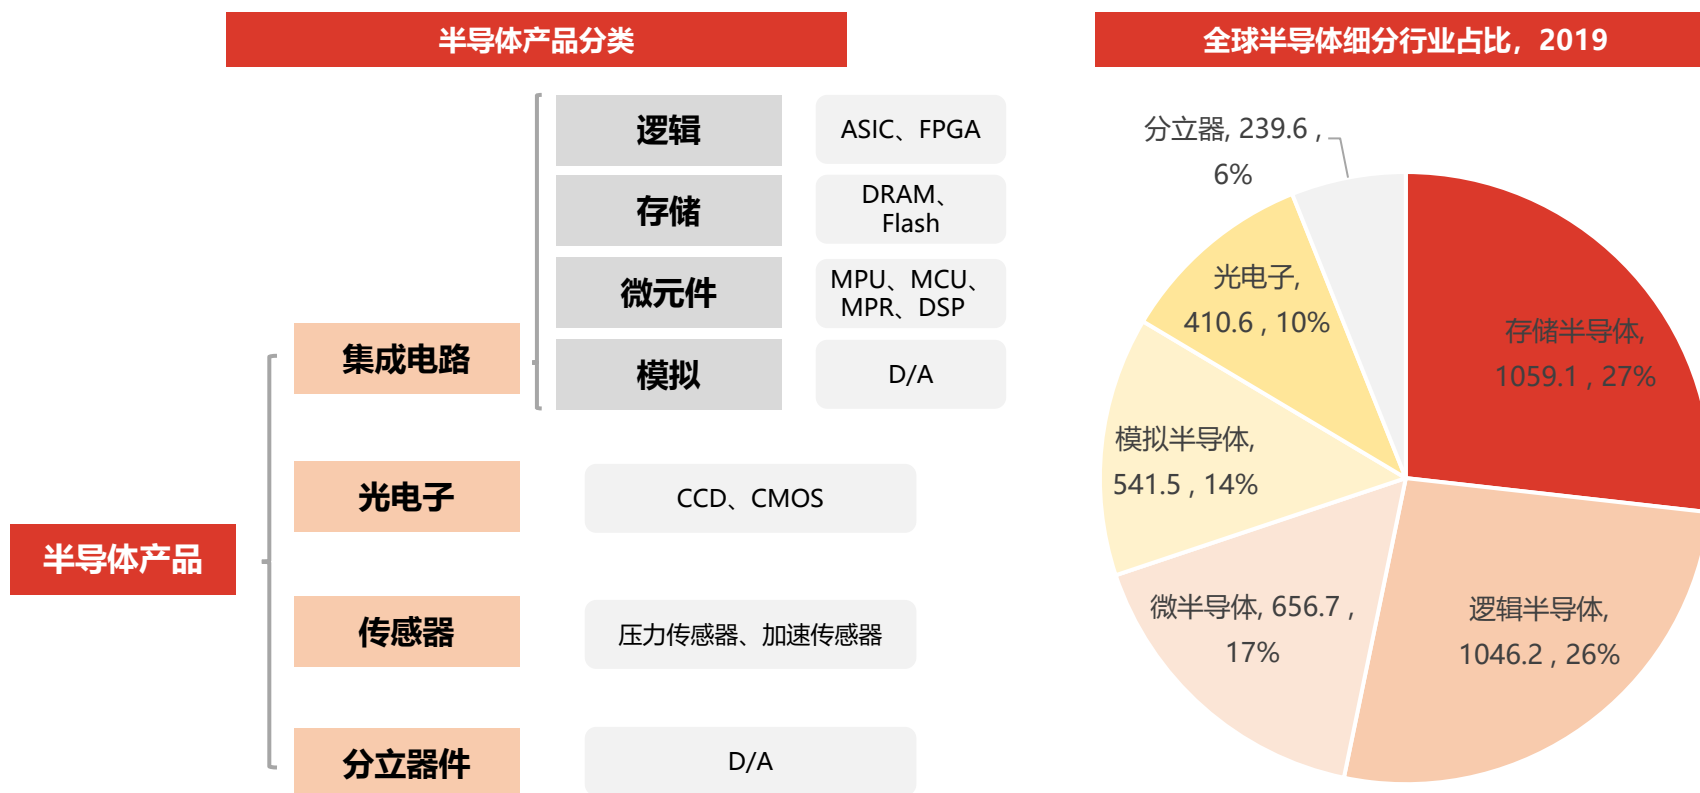 半导体产品分类
全球半导体细分行业占比，2019
逻辑
ASIC、FPGA
存储
DRAM、
Flash
微元件
MPU、MCU、
MPR、DSP
模拟
D/A
集成电路
光电子
CCD、CMOS
半导体产品
传感器
压力传感器、加速传感器
分立器件
D/A
分立器, 239.6 ,
6%
光电子,
410.6 , 10%
存储半导体,
1059.1 , 27%
模拟半导体,
541.5 , 14%
微半导体, 656.7 ,
17%
逻辑半导体,
1046.2 , 26%